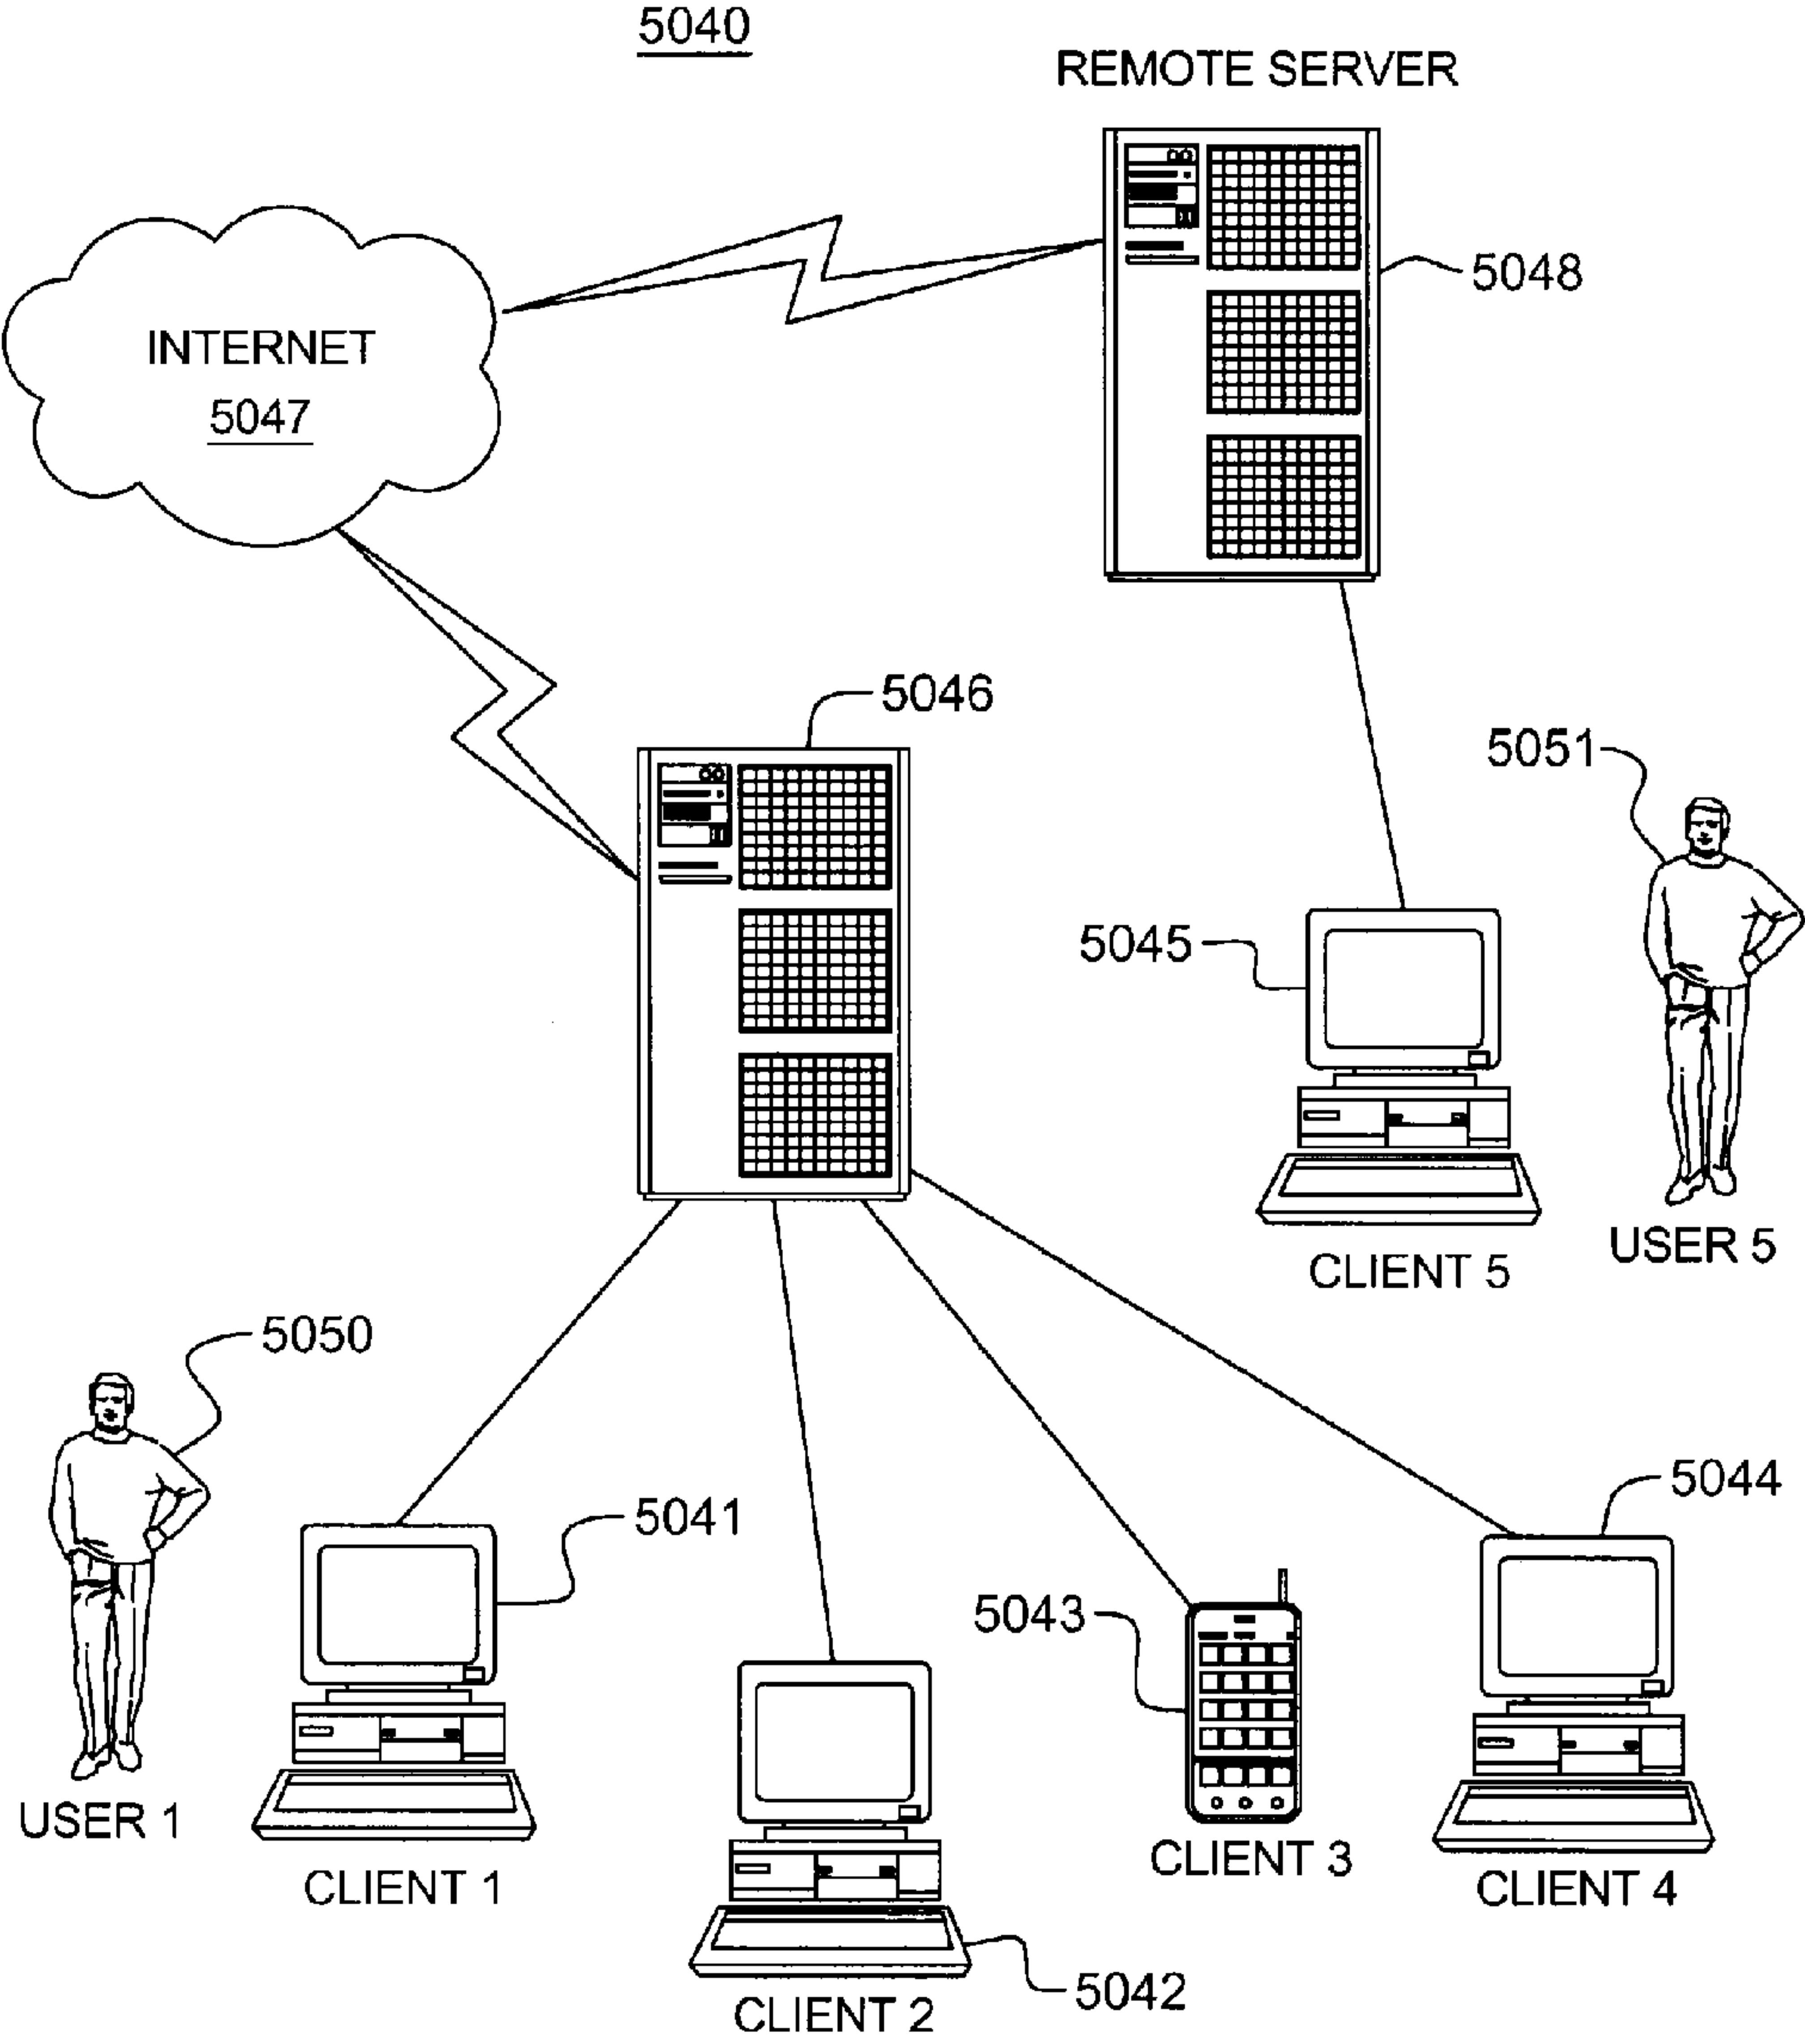 5040
REMOTE SERVER
5048
INTERNET
5047
5046
5051
5045
USER 5
CLIENT 5
5050
5044
5041
5043
USER 1
CLIENT 3
CLIENT 1
CLIENT 4
5042
CLIENT 2